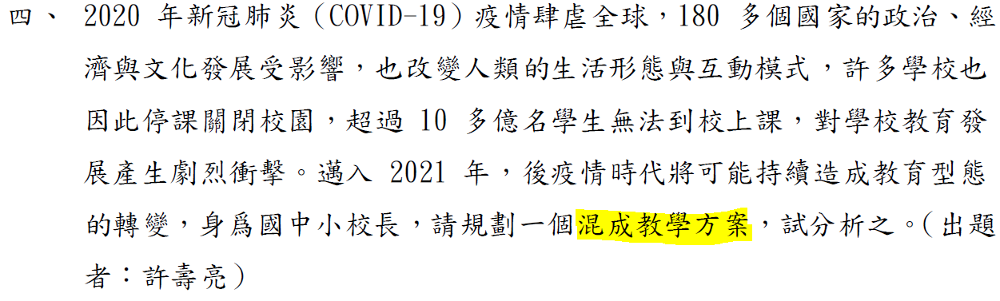 四、 2020 年新冠肺炎（COVID-19）疫情肆虐全球，180 多個國家的政治、經
濟與文化發展受影響，也改變人類的生活形態與互動模式，許多學校也
因此停課關閉校園，超過 10 多億名學生無法到校上課，對學校教育發
展產生劇烈衝擊。邁入 2021 年，後疫情時代將可能持續造成教育型態
的轉變，身為國中小校長，請規劃一個混成教學方案，試分析之。（出題
者：許壽亮）